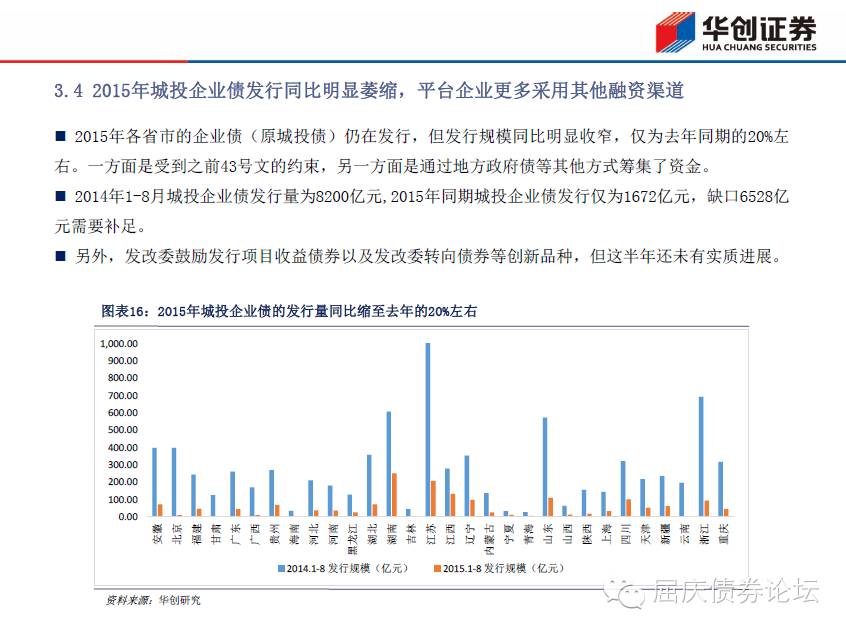 华创证券
HUA CHUANG SECURITIES
3.4 2015年城投企业债发行同比明显萎缩，平台企业更多采用其他融资渠道
■ 2015年各省市的企业债（原城投债）仍在发行，但发行规模同比明显收窄，仅为去年同期的20%左
右。一方面是受到之前43号文的约束，另一方面是通过地方政府债等其他方式筹集了资金。
■ 2014年1-8月城投企业债发行量为8200亿元,2015年同期城投企业债发行仅为1672亿元，缺口6528亿
元需要补足。
■ 另外，发改委鼓励发行项目收益债券以及发改委转向债券等创新品种，但这半年还未有实质进展。
图表16：2015年城投企业债的发行量同比缩至去年的20%左右
1,000.00
900.00
800.00
700.00
600.00
500.00
400.00
300.00
200.00
100.00
0.00
安徽 北京 福建 甘肃 广东 广西 贵州 海南 河北 河南 黑龙江 湖北 湖南 吉林 江苏 江西 辽宁 内蒙古 宁夏 青海 山东 山西 陕西 上海 四川 天津 新疆 云南 浙江 重庆
2014.1-8 发行规模（亿元） 2015.1-8 发行规模（亿元）
资料来源：华创研究
屈庆债券论坛